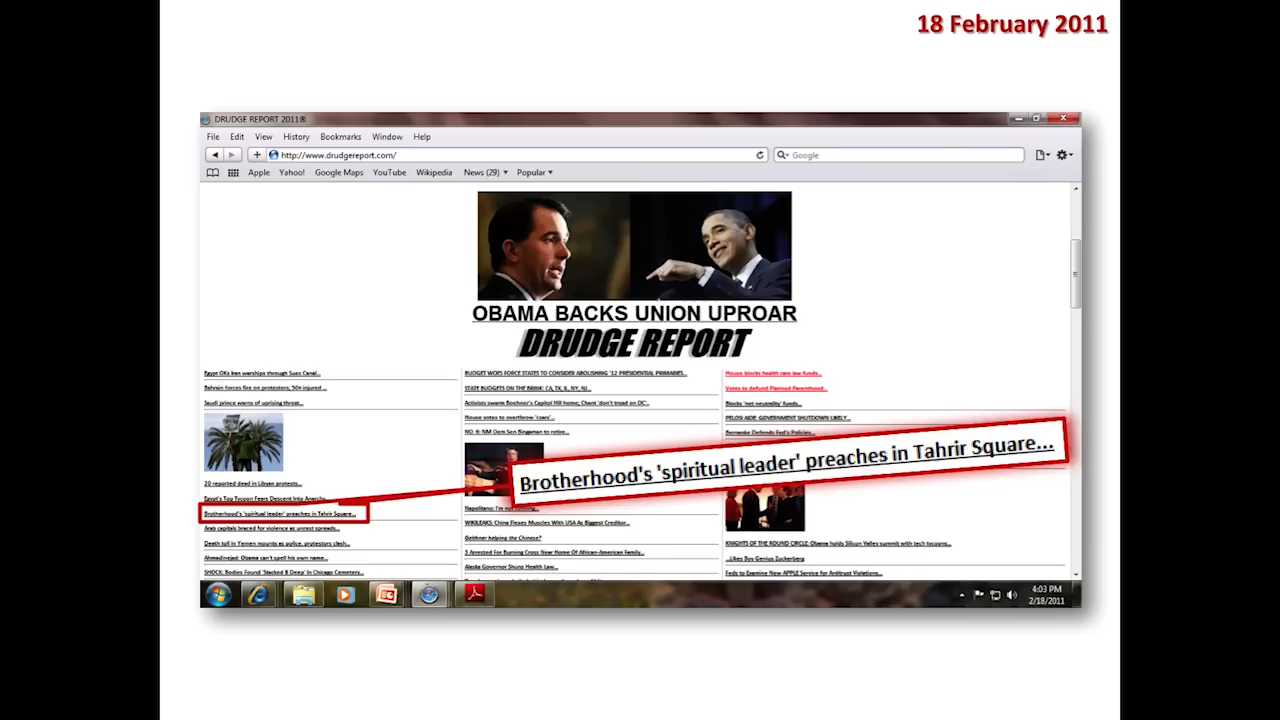 18 February 2011
DRUDGE REPORT 2011®
File Edit View History Bookmarks Window Help
http://www.drudgereport.com/
Google
Apple Yahoo! Google Maps YouTube Wikipedia News (29) Popular
OBAMA BACKS UNION UPROAR
DRUDGE REPORT
Egypt OKs Iran warships through Suez Canal...
Bahrain forces fire on protesters; 50+ injured ...
Saudi prince warns of uprising threat...
20 reported dead in Libyan protests...
Egypt's Top Tycoon Fears Descent Into Anarchy...
Brotherhood's 'spiritual leader' preaches in Tahrir Square...
Arab capitals braced for violence as unrest spreads...
Death toll in Yemen mounts as police, protestors clash...
Ahmadinejad: Obama can't spell his own name...
SHOCK: Bodies Found 'Stacked 8 Deep' In Chicago Cemetery...
BUDGET WOES FORCE STATES TO CONSIDER ABOLISHING '12 PRESIDENTIAL PRIMARIES...
STATE BUDGETS ON THE BRINK: CA, TX, IL, NY, NJ...
Activists swarm Boehner's Capitol Hill home; Chant 'don't tread on DC'...
House votes to overthrow 'czars'...
NO. 6: NM Dem Sen Bingaman to retire...
Napolitano: I'm not
WIKILEAKS: China Flexes Muscles With USA As Biggest Creditor...
Geithner helping the Chinese?
3 Arrested For Burning Cross Near Home Of African-American Family...
Alaska Governor Shuns Health Law...
House blocks health care law funds...
Votes to defund Planned Parenthood...
Blocks 'net neutrality' funds...
PELOSI AIDE: GOVERNMENT SHUTDOWN LIKELY...
Bernanke Defends Fed's Policies...
Brotherhood's 'spiritual leader' preaches in Tahrir Square...
KNIGHTS OF THE ROUND CIRCLE: Obama holds Silicon Valley summit with tech tycoons...
...Likes Boy Genius Zuckerberg
Feds to Examine New APPLE Service for Antitrust Violations...
4:03 PM
2/18/2011